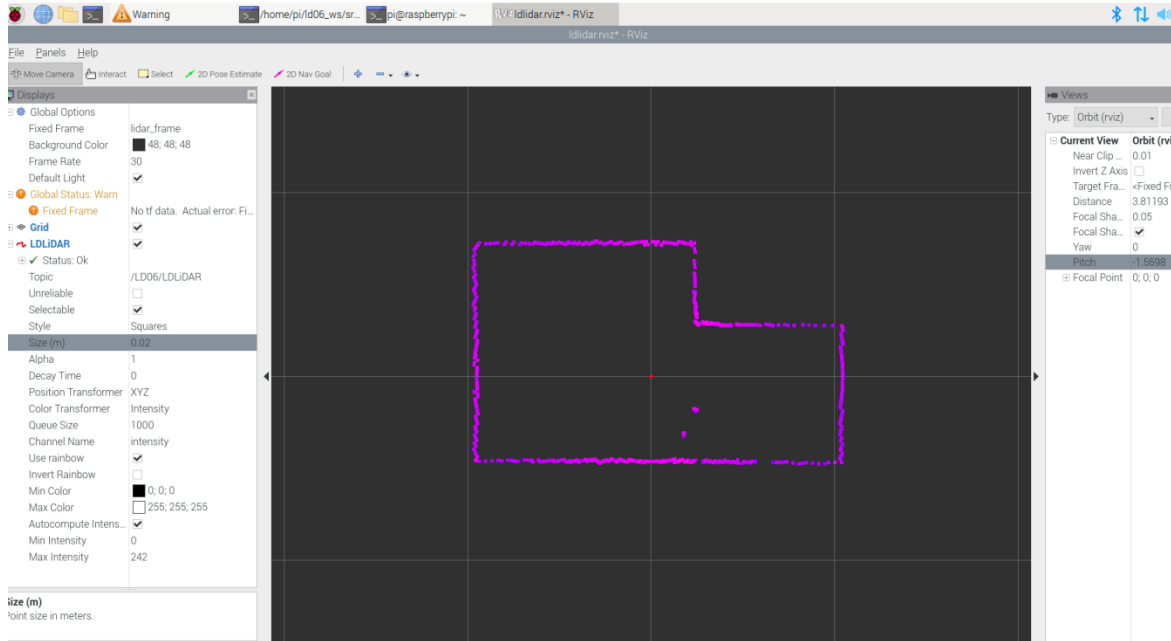 Warning
/home/pi/ld06_ws/sr...
pi@raspberrypi: ~
ldlidar.rviz* - RViz
ldlidar.rviz* - RViz
File Panels Help
Move Camera Interact Select 2D Pose Estimate 2D Nav Goal
Displays
Global Options
Fixed Frame lidar_frame
Background Color 48; 48; 48
Frame Rate 30
Default Light
Global Status: Warn
Fixed Frame No tf data. Actual error: Fi...
Grid
LDLiDAR
Status: Ok
Topic /LD06/LDLiDAR
Unreliable
Selectable
Style Squares
Size (m) 0.02
Alpha 1
Decay Time 0
Position Transformer XYZ
Color Transformer Intensity
Queue Size 1000
Channel Name intensity
Use rainbow
Invert Rainbow
Min Color 0; 0; 0
Max Color 255; 255; 255
Autocompute Intens...
Min Intensity 0
Max Intensity 242
Size (m)
Point size in meters.
Views
Type: Orbit (rviz)
Current View Orbit (rvi
Near Clip ... 0.01
Invert Z Axis
Target Fra... <Fixed Fr
Distance 3.81193
Focal Sha... 0.05
Focal Sha...
Yaw 0
Pitch -1.5698
Focal Point 0; 0; 0